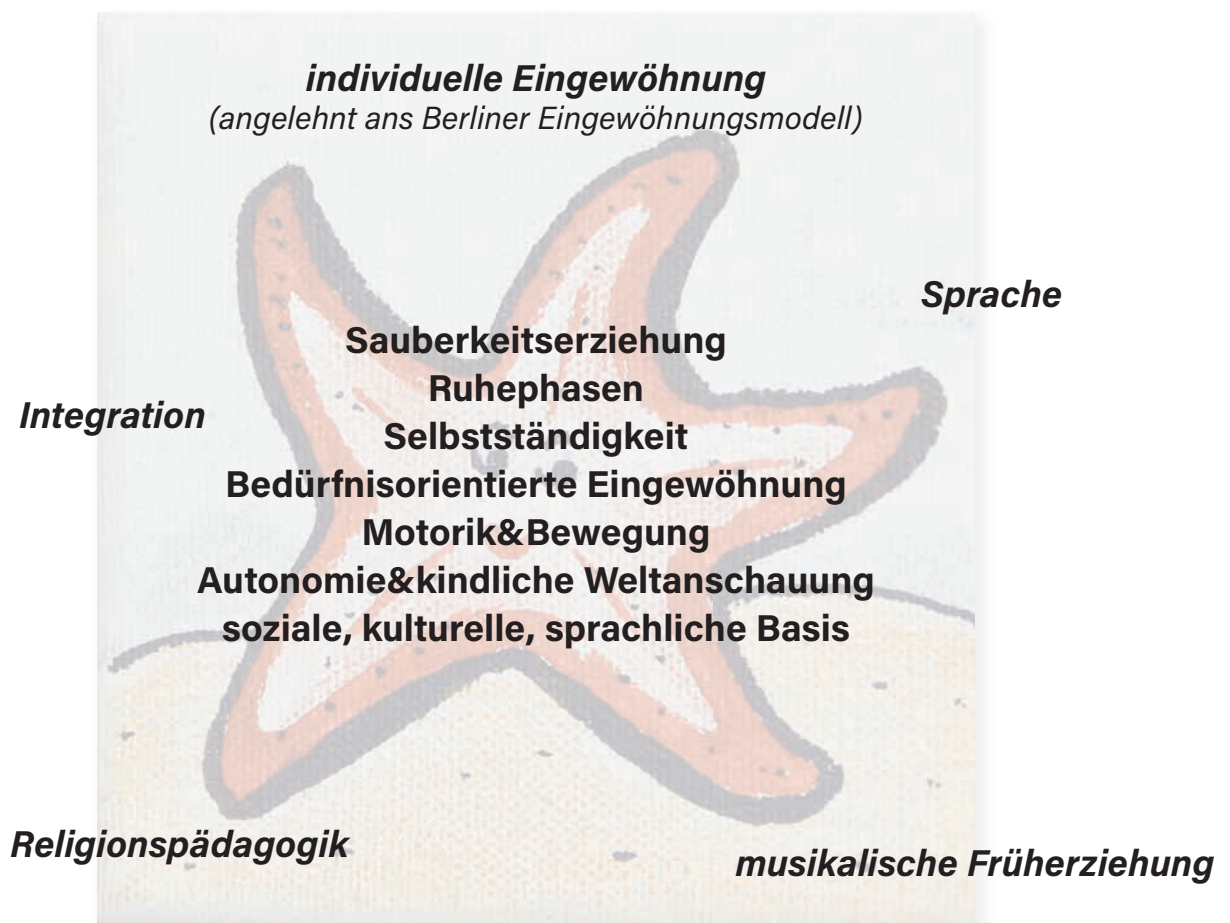 individuelle Eingewöhnung
(angelehnt ans Berliner Eingewöhnungsmodell)
Sprache
Sauberkeitserziehung
Ruhephasen
Integration
Selbstständigkeit
Bedürfnisorientierte Eingewöhnung
Motorik&Bewegung
Autonomie&kindliche Weltanschauung
soziale, kulturelle, sprachliche Basis
Religionspädagogik
musikalische Früherziehung